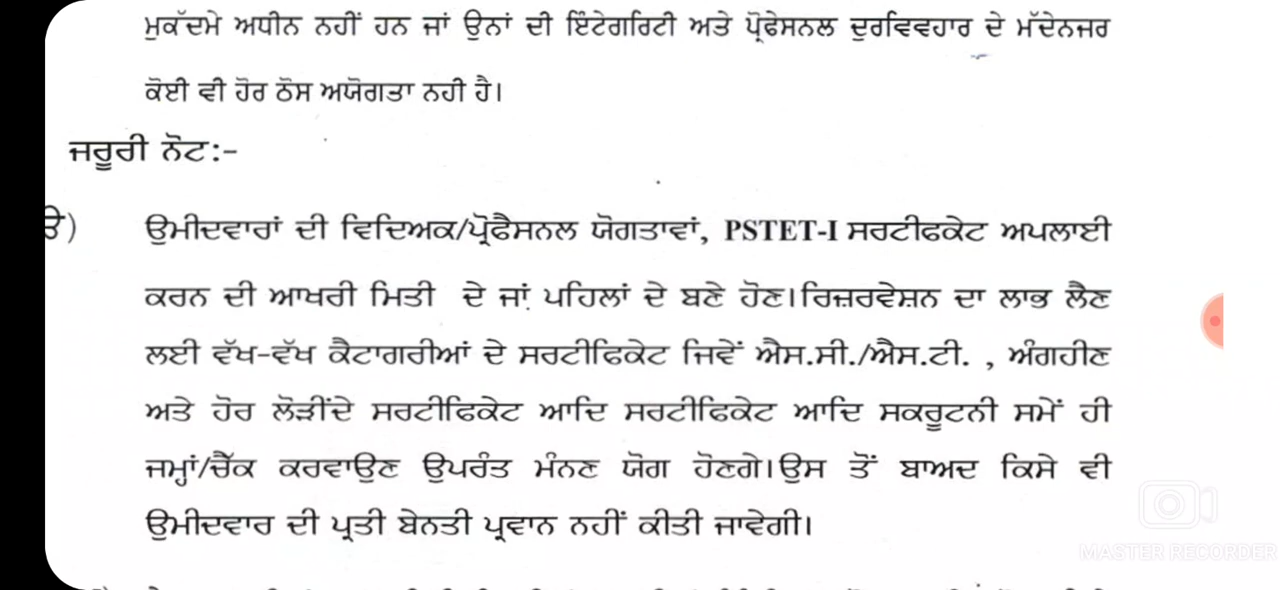 ਮੁਕੱਦਮੇ ਅਧੀਨ ਨਹੀਂ ਹਨ ਜਾਂ ਉਨਾਂ ਦੀ ਇੰਟੇਗਰਿਟੀ ਅਤੇ ਪ੍ਰੋਫੇਸਨਲ ਦੁਰਵਿਵਹਾਰ ਦੇ ਮੱਦੇਨਜਰ
ਕੋਈ ਵੀ ਹੋਰ ਠੋਸ ਅਯੋਗਤਾ ਨਹੀ ਹੈ।
ਜਰੂਰੀ ਨੋਟ:-
ੳ) ਉਮੀਦਵਾਰਾਂ ਦੀ ਵਿਦਿਅਕ/ਪ੍ਰੋਫੈਸਨਲ ਯੋਗਤਾਵਾਂ, PSTET-I ਸਰਟੀਫਕੇਟ ਅਪਲਾਈ
ਕਰਨ ਦੀ ਆਖਰੀ ਮਿਤੀ ਦੇ ਜਾਂ ਪਹਿਲਾਂ ਦੇ ਬਣੇ ਹੋਣ।ਰਿਜ਼ਰਵੇਸ਼ਨ ਦਾ ਲਾਭ ਲੈਣ
ਲਈ ਵੱਖ-ਵੱਖ ਕੈਟਾਗਰੀਆਂ ਦੇ ਸਰਟੀਫਿਕੇਟ ਜਿਵੇਂ ਐਸ.ਸੀ./ਐਸ.ਟੀ. , ਅੰਗਹੀਣ
ਅਤੇ ਹੋਰ ਲੋੜੀਂਦੇ ਸਰਟੀਫਿਕੇਟ ਆਦਿ ਸਰਟੀਫਿਕੇਟ ਆਦਿ ਸਕਰੂਟਨੀ ਸਮੇਂ ਹੀ
ਜਮ੍ਹਾਂ/ਚੈੱਕ ਕਰਵਾਉਣ ਉਪਰੰਤ ਮੰਨਣ ਯੋਗ ਹੋਣਗੇ।ਉਸ ਤੋਂ ਬਾਅਦ ਕਿਸੇ ਵੀ
ਉਮੀਦਵਾਰ ਦੀ ਪ੍ਰਤੀ ਬੇਨਤੀ ਪ੍ਰਵਾਨ ਨਹੀਂ ਕੀਤੀ ਜਾਵੇਗੀ।
MASTER RECORDER